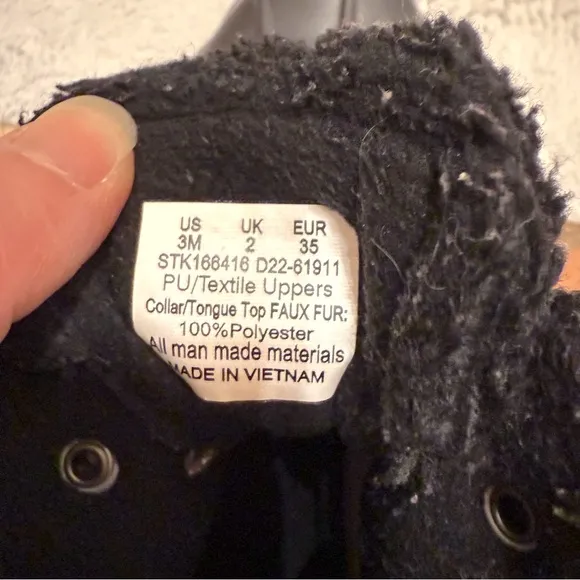 US UK EUR
3M 2 35
STK166416 D22-61911
PU/Textile Uppers
Collar/Tongue Top FAUX FUR:
100%Polyester
All man made materials
MADE IN VIETNAM